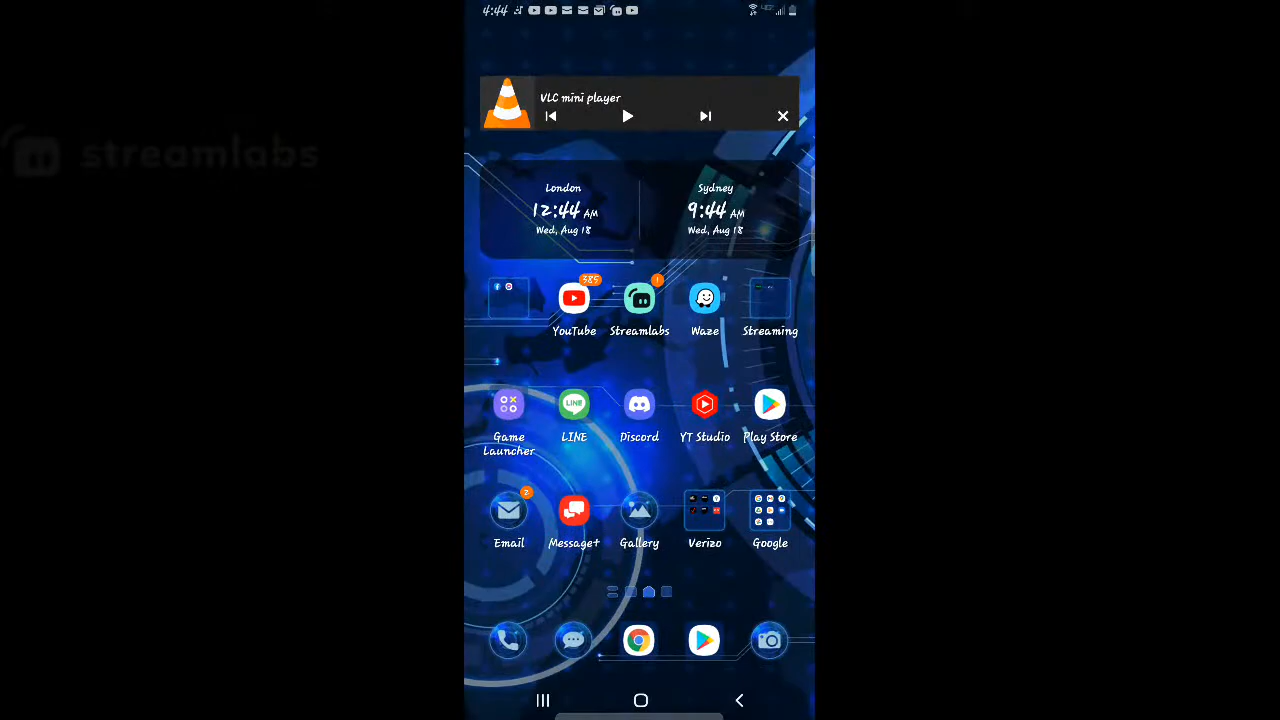 4:44
VLC mini player
streamlabs
London
Sydney
12:44 AM
9:44 AM
Wed, Aug 18
Wed, Aug 18
385
1
YouTube
Streamlabs
Waze
Streaming
LINE
Game Launcher
LINE
Discord
YT Studio
Play Store
2
Email
Message+
Gallery
Verizo
Google